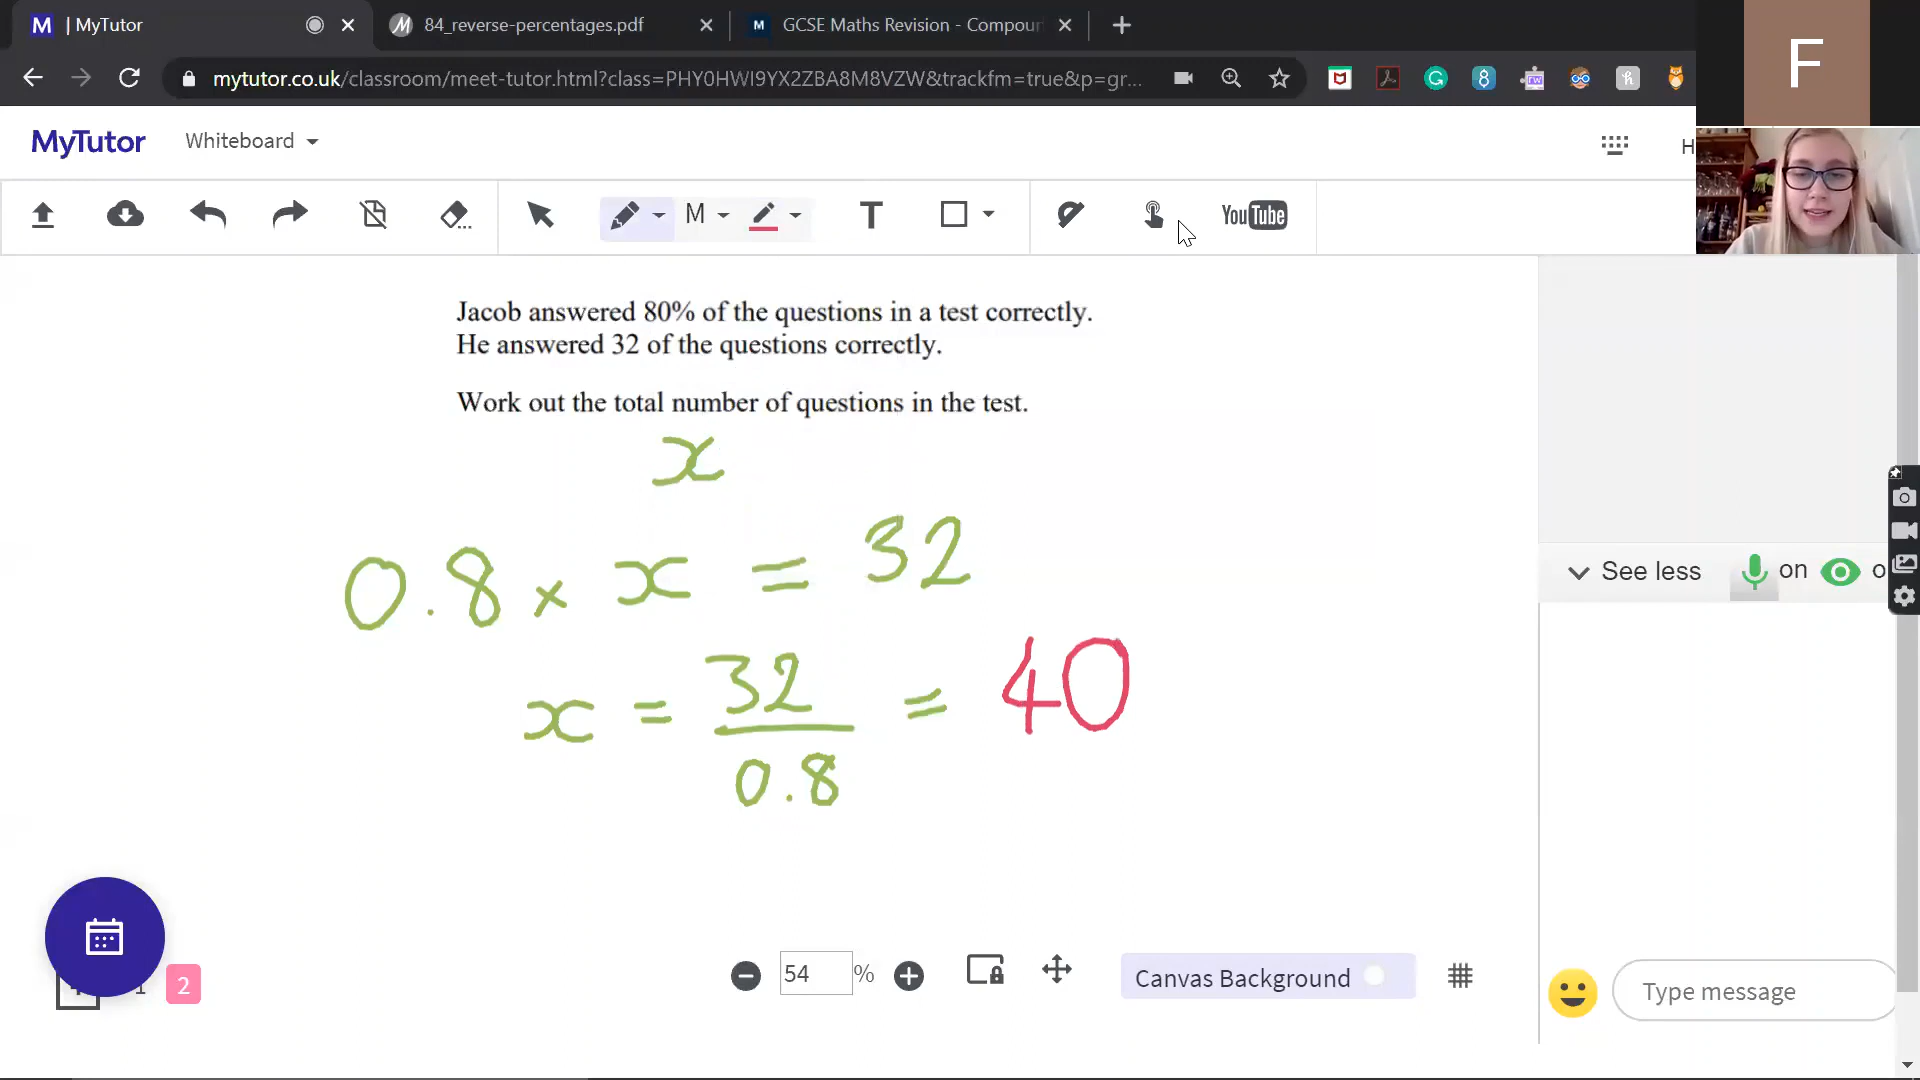 M | MyTutor
84_reverse-percentages.pdf
M GCSE Maths Revision - Compour
mytutor.co.uk/classroom/meet-tutor.html?class=PHY0HWI9YX2ZBA8M8VZW&trackfm=true&p=gr...
F
MyTutor
Whiteboard
H
M
T
YouTube
Jacob answered 80% of the questions in a test correctly.
He answered 32 of the questions correctly.
Work out the total number of questions in the test.
x
0.8 × x = 32
x = 32/0.8 = 40
See less
on
o
1
2
54 %
Canvas Background
Type message